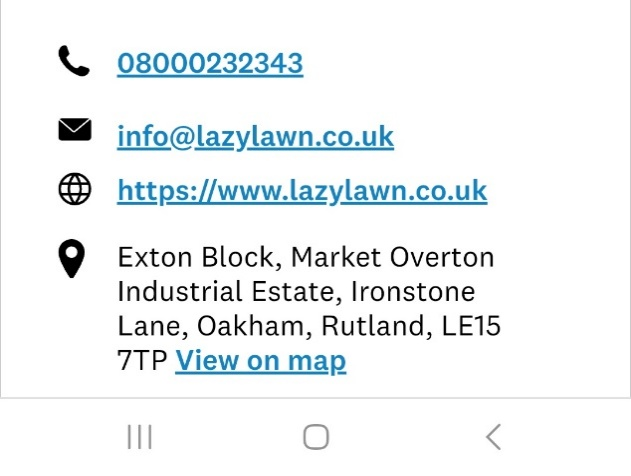 08000232343
info@lazylawn.co.uk
https://www.lazylawn.co.uk
Exton Block, Market Overton
Industrial Estate, Ironstone
Lane, Oakham, Rutland, LE15
7TP View on map